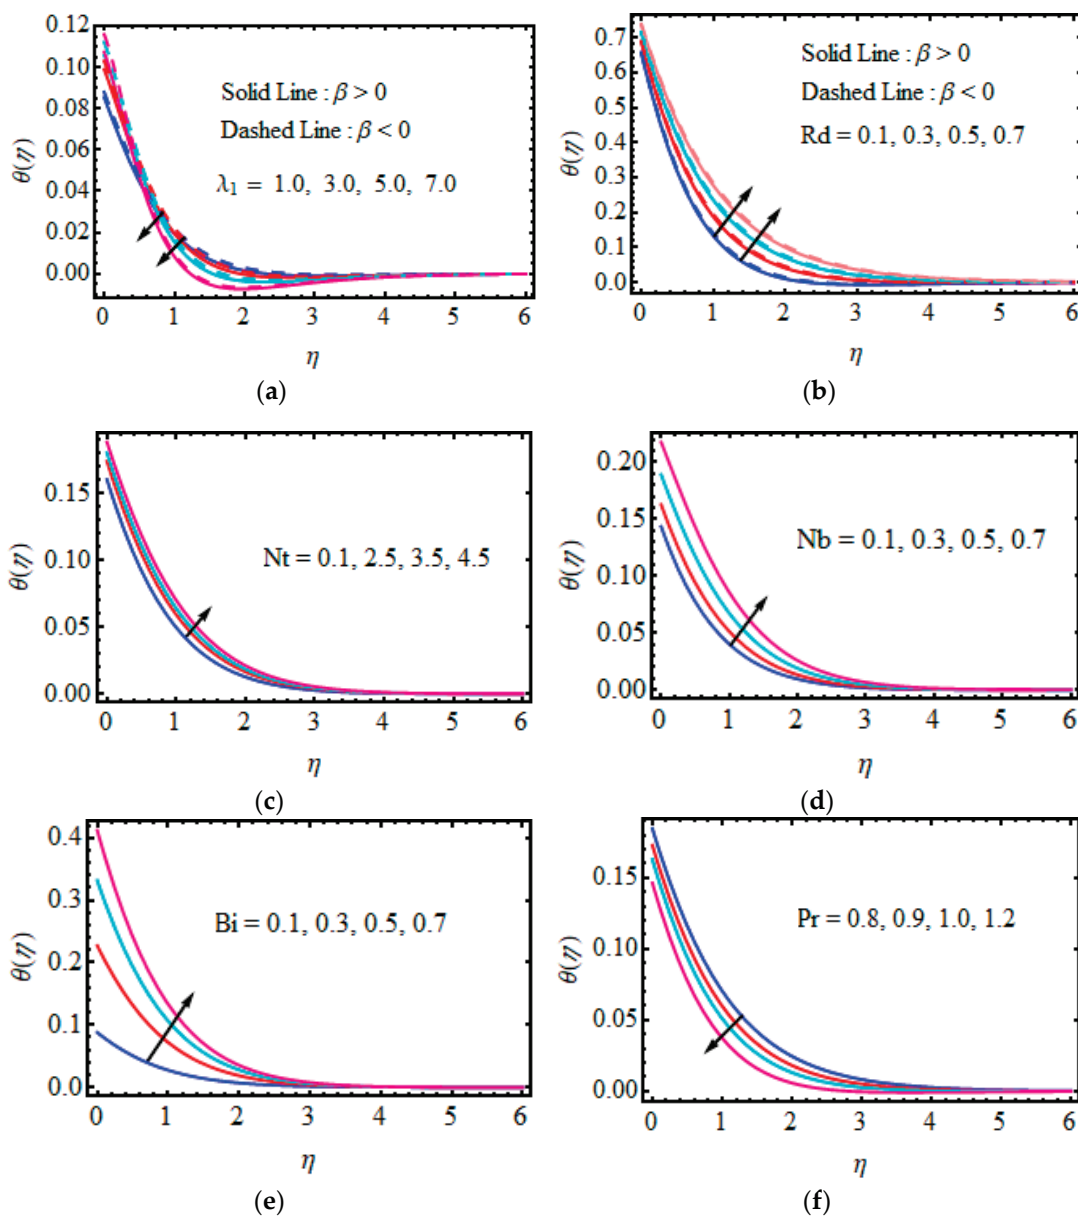 0.12
0.10
0.08
0.06
0.04
0.02
0.00
θ(η)
Solid Line : β > 0
Dashed Line : β < 0
λ₁ = 1.0, 3.0, 5.0, 7.0
0 1 2 3 4 5 6
η
(a)
0.7
0.6
0.5
0.4
0.3
0.2
0.1
0.0
θ(η)
Solid Line : β > 0
Dashed Line : β < 0
Rd = 0.1, 0.3, 0.5, 0.7
0 1 2 3 4 5 6
η
(b)
0.15
0.10
0.05
0.00
θ(η)
Nt = 0.1, 2.5, 3.5, 4.5
0 1 2 3 4 5 6
η
(c)
0.20
0.15
0.10
0.05
0.00
θ(η)
Nb = 0.1, 0.3, 0.5, 0.7
0 1 2 3 4 5 6
η
(d)
0.4
0.3
0.2
0.1
0.0
θ(η)
Bi = 0.1, 0.3, 0.5, 0.7
0 1 2 3 4 5 6
η
(e)
0.15
0.10
0.05
0.00
θ(η)
Pr = 0.8, 0.9, 1.0, 1.2
0 1 2 3 4 5 6
η
(f)